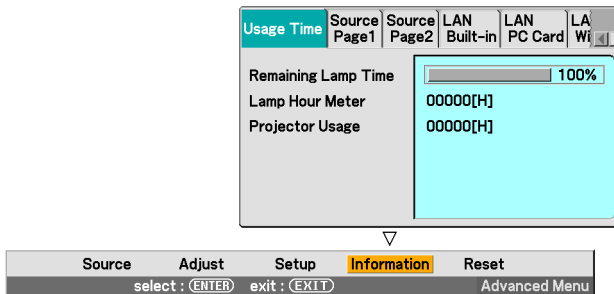 Usage Time Source Page1 Source Page2 LAN Built-in LAN PC Card
Remaining Lamp Time 100%
Lamp Hour Meter 00000[H]
Projector Usage 00000[H]
Source Adjust Setup Information Reset
select : ENTER exit : EXIT Advanced Menu